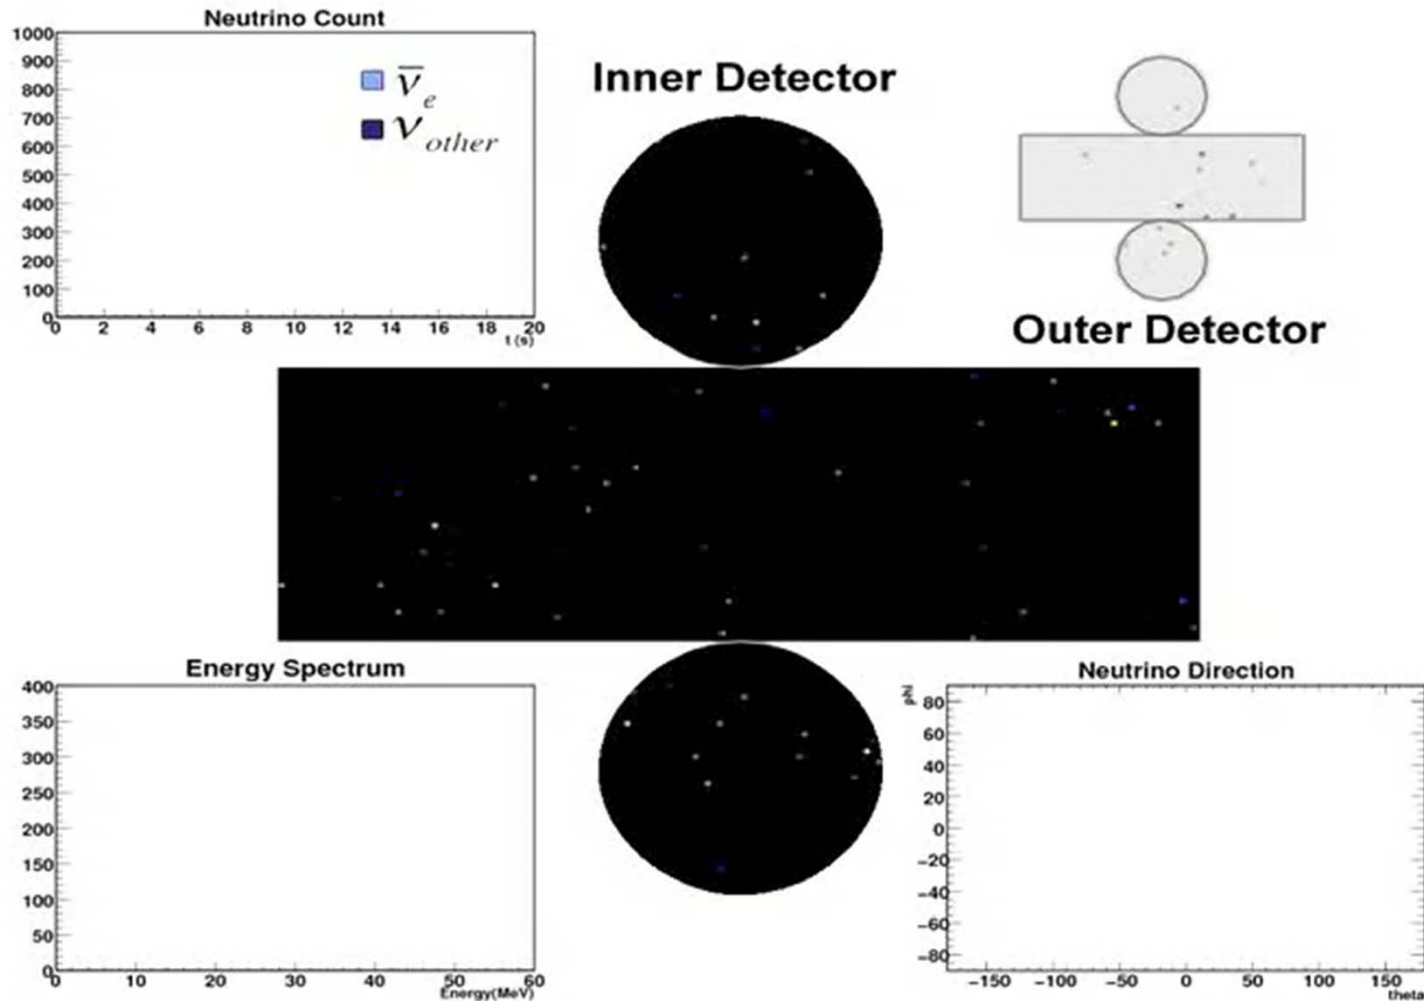 Neutrino Count
1000
900
800
700
600
500
400
300
200
100
0
0 2 4 6 8 10 12 14 16 18 20
t (s)
ν̄e
νother
Inner Detector
Outer Detector
Energy Spectrum
400
350
300
250
200
150
100
50
0
0 10 20 30 40 50 60
Energy(MeV)
Neutrino Direction
phi
80
60
40
20
0
−20
−40
−60
−80
−150 −100 −50 0 50 100 150
theta